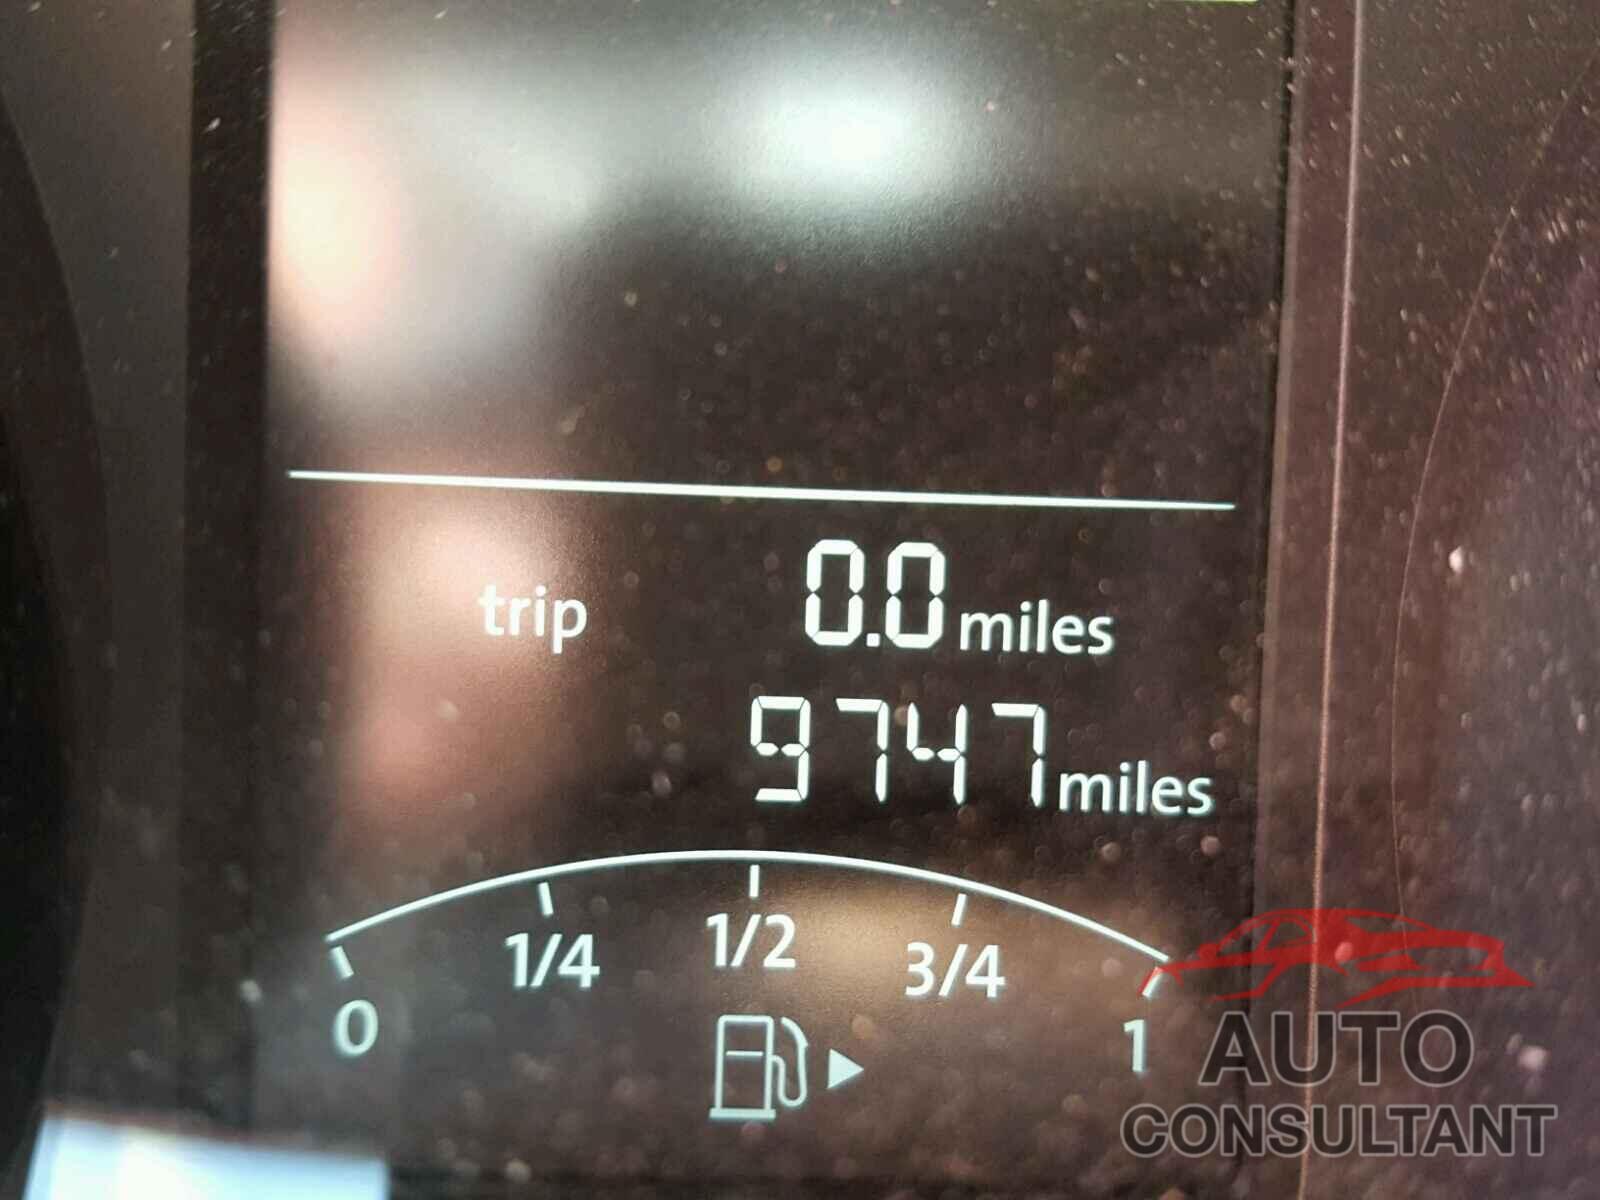 trip 0.0 miles
9747 miles
0 1/4 1/2 3/4 1
AUTO
CONSULTANT